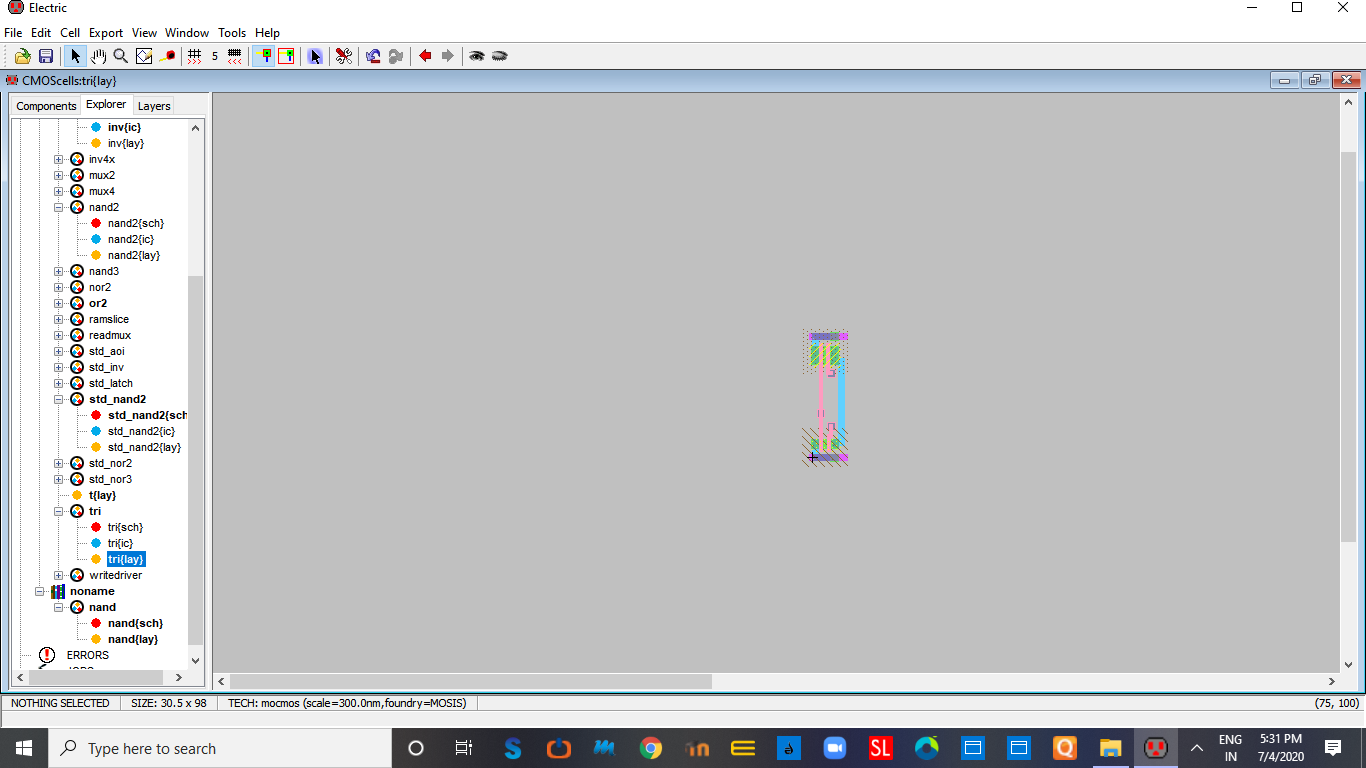 Electric
File Edit Cell Export View Window Tools Help
5
CMOScells:tri{lay}
Components Explorer Layers
inv{ic}
inv{lay}
inv4x
mux2
mux4
nand2
nand2{sch}
nand2{ic}
nand2{lay}
nand3
nor2
or2
ramslice
readmux
std_aoi
std_inv
std_latch
std_nand2
std_nand2{sch
std_nand2{ic}
std_nand2{lay}
std_nor2
std_nor3
t{lay}
tri
tri{sch}
tri{ic}
tri{lay}
writedriver
noname
nand
nand{sch}
nand{lay}
ERRORS
NOTHING SELECTED SIZE: 30.5 x 98 TECH: mocmos (scale=300.0nm,foundry=MOSIS) (75, 100)
Type here to search
S
m
in
SL
Q
ENG
IN
5:31 PM
7/4/2020